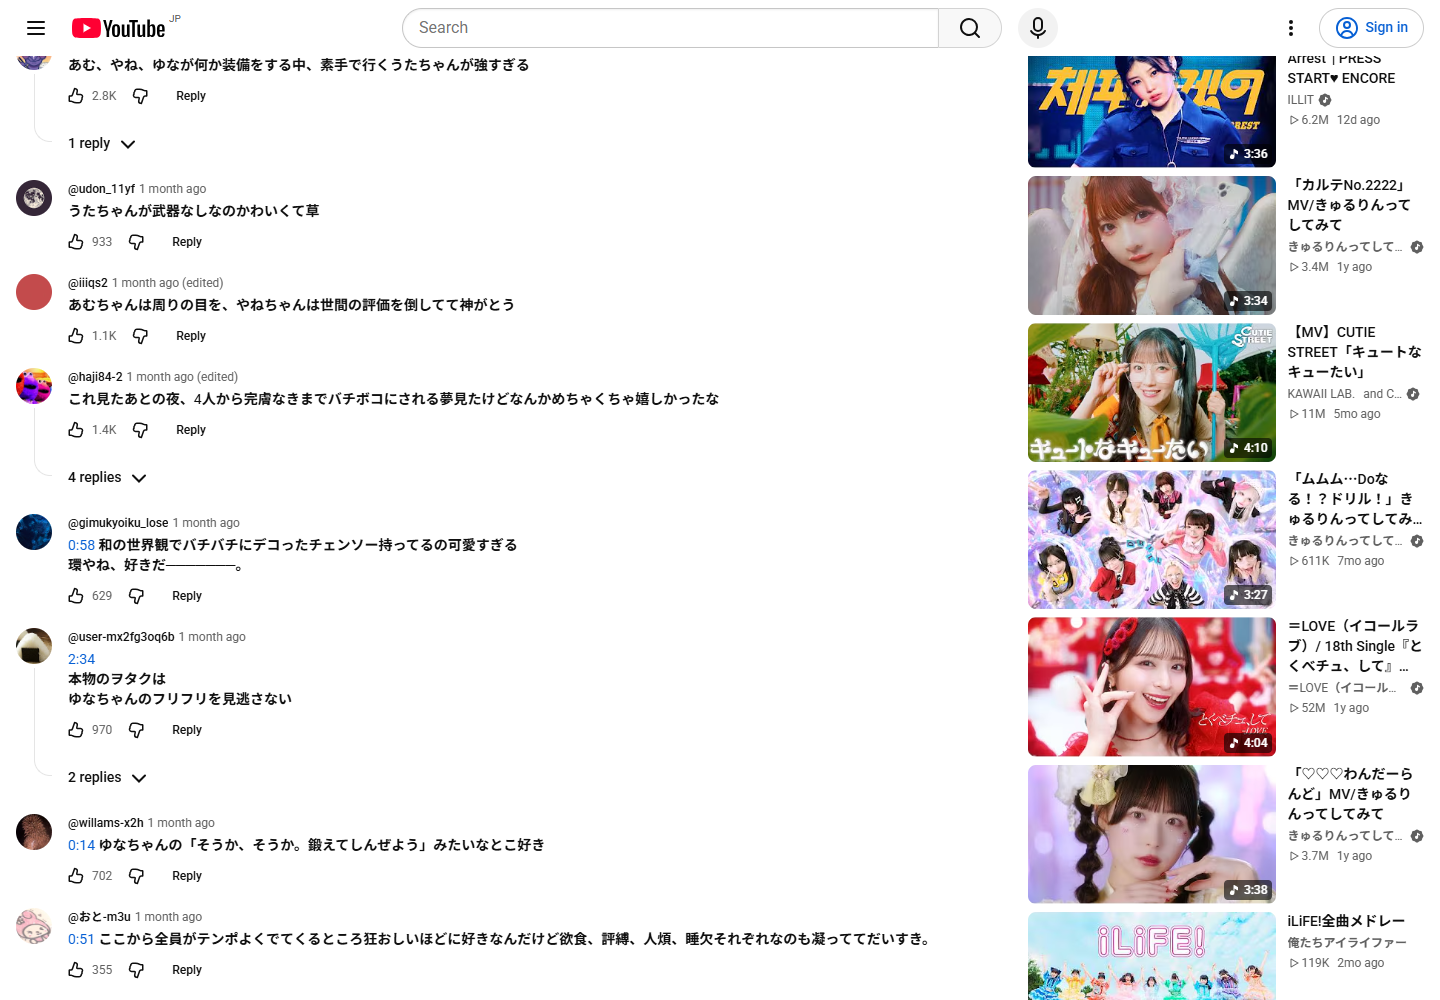 YouTube JP
Search
Sign in
あむ、やね、ゆなが何か装備をする中、素手で行くうたちゃんが強すぎる
2.8K Reply
1 reply
@udon_11yf 1 month ago
うたちゃんが武器なしなのかわいくて草
933 Reply
@iiiqs2 1 month ago (edited)
あむちゃんは周りの目を、やねちゃんは世間の評価を倒してて神がとう
1.1K Reply
@haji84-2 1 month ago (edited)
これ見たあとの夜、4人から完膚なきまでバチボコにされる夢見たけどなんかめちゃくちゃ嬉しかったな
1.4K Reply
4 replies
@gimukyoiku_lose 1 month ago
0:58 和の世界観でバチバチにデコったチェンソー持ってるの可愛すぎる
環やね、好きだ───────。
629 Reply
@user-mx2fg3oq6b 1 month ago
2:34
本物のヲタクは
ゆなちゃんのフリフリを見逃さない
970 Reply
2 replies
@willams-x2h 1 month ago
0:14 ゆなちゃんの「そうか、そうか。鍛えてしんぜよう」みたいなとこ好き
702 Reply
@おと-m3u 1 month ago
0:51 ここから全員がテンポよくでてくるところ狂おしいほどに好きなんだけど欲食、評縛、人煩、睡欠それぞれなのも凝っててだいすき。
355 Reply
3:36
Arrest | PRESS
START♥ ENCORE
ILLIT
6.2M 12d ago
3:34
「カルテNo.2222」
MV/きゅるりんって
してみて
きゅるりんってして...
3.4M 1y ago
CUTIE
STREET
キュートなキューたい
4:10
【MV】CUTIE
STREET「キュートな
キューたい」
KAWAII LAB. and C...
11M 5mo ago
3:27
「ムムム…Doな
る！？ドリル！」き
ゅるりんってしてみ...
きゅるりんってして...
611K 7mo ago
とくべチュ、して
=LOVE
4:04
＝LOVE（イコールラ
ブ）/ 18th Single『と
くべチュ、して』...
＝LOVE（イコール...
52M 1y ago
3:38
「♡♡♡わんだーら
んど」MV/きゅるり
んってしてみて
きゅるりんってして...
3.7M 1y ago
iLiFE!
iLiFE!全曲メドレー
俺たちアイライファー
119K 2mo ago